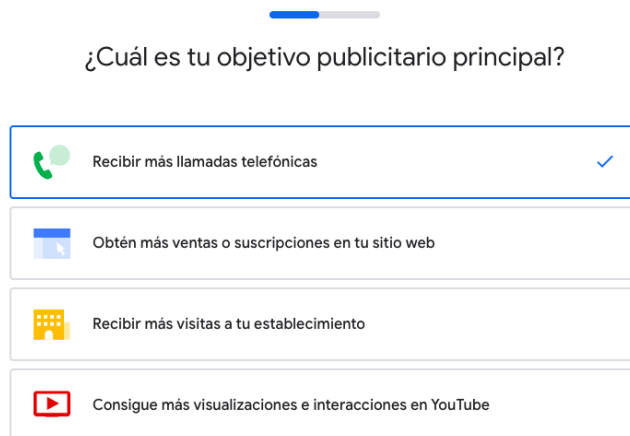 ¿Cuál es tu objetivo publicitario principal?
Recibir más llamadas telefónicas
Obtén más ventas o suscripciones en tu sitio web
Recibir más visitas a tu establecimiento
Consigue más visualizaciones e interacciones en YouTube